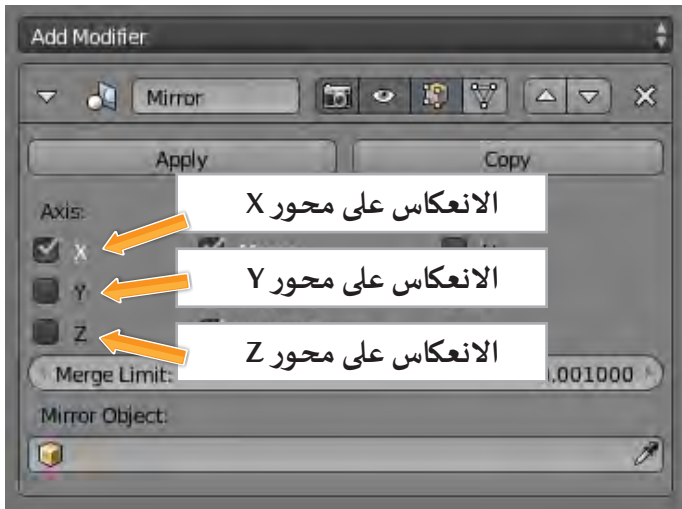 Add Modifier
Mirror
Apply Copy
Axis:
الانعكاس على محور X
X
الانعكاس على محور Y
Y
الانعكاس على محور Z
Z
Merge Limit: .001000
Mirror Object: